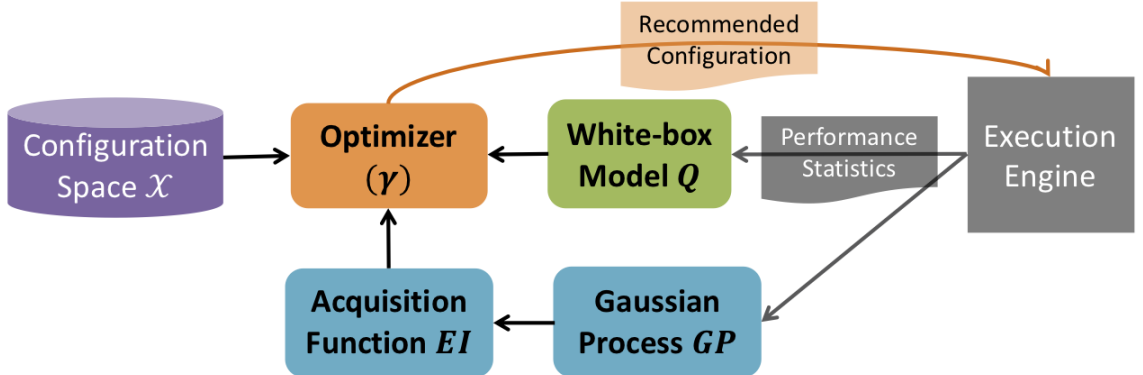 Recommended
Configuration
Configuration
Space 𝒳
Optimizer
(γ)
White-box
Model Q
Performance
Statistics
Execution
Engine
Acquisition
Function EI
Gaussian
Process GP